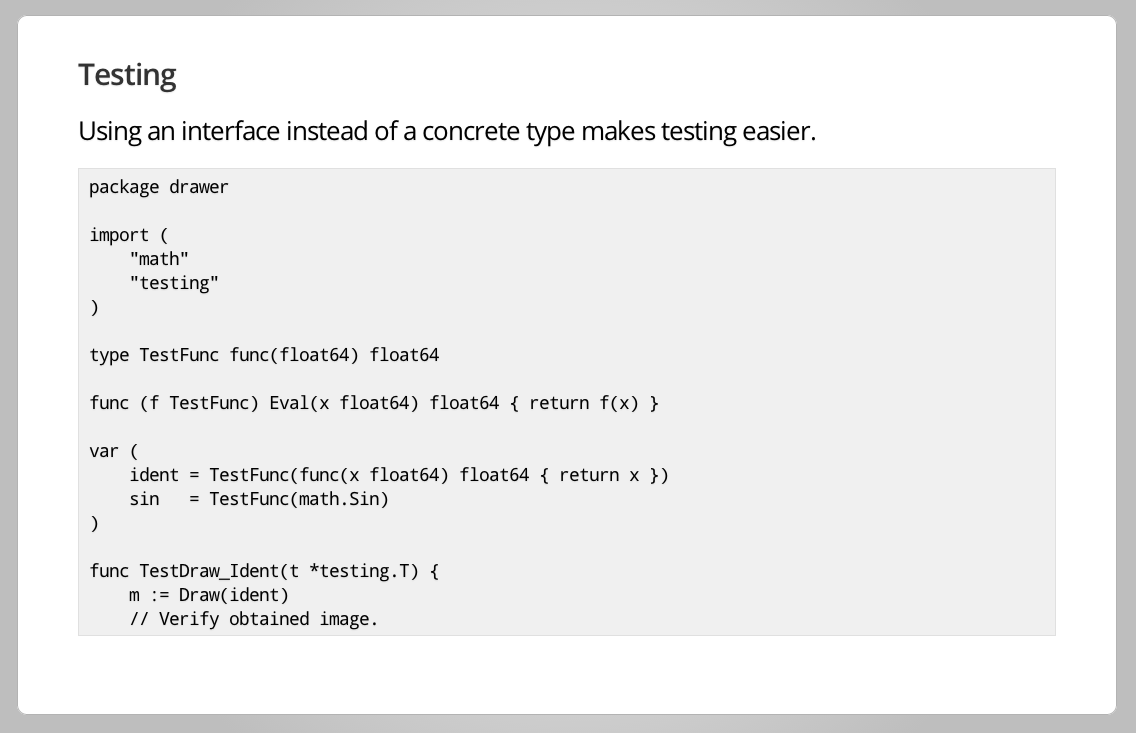 Testing
Using an interface instead of a concrete type makes testing easier.
package drawer
import (
    "math"
    "testing"
)
type TestFunc func(float64) float64
func (f TestFunc) Eval(x float64) float64 { return f(x) }
var (
    ident = TestFunc(func(x float64) float64 { return x })
    sin   = TestFunc(math.Sin)
)
func TestDraw_Ident(t *testing.T) {
    m := Draw(ident)
    // Verify obtained image.